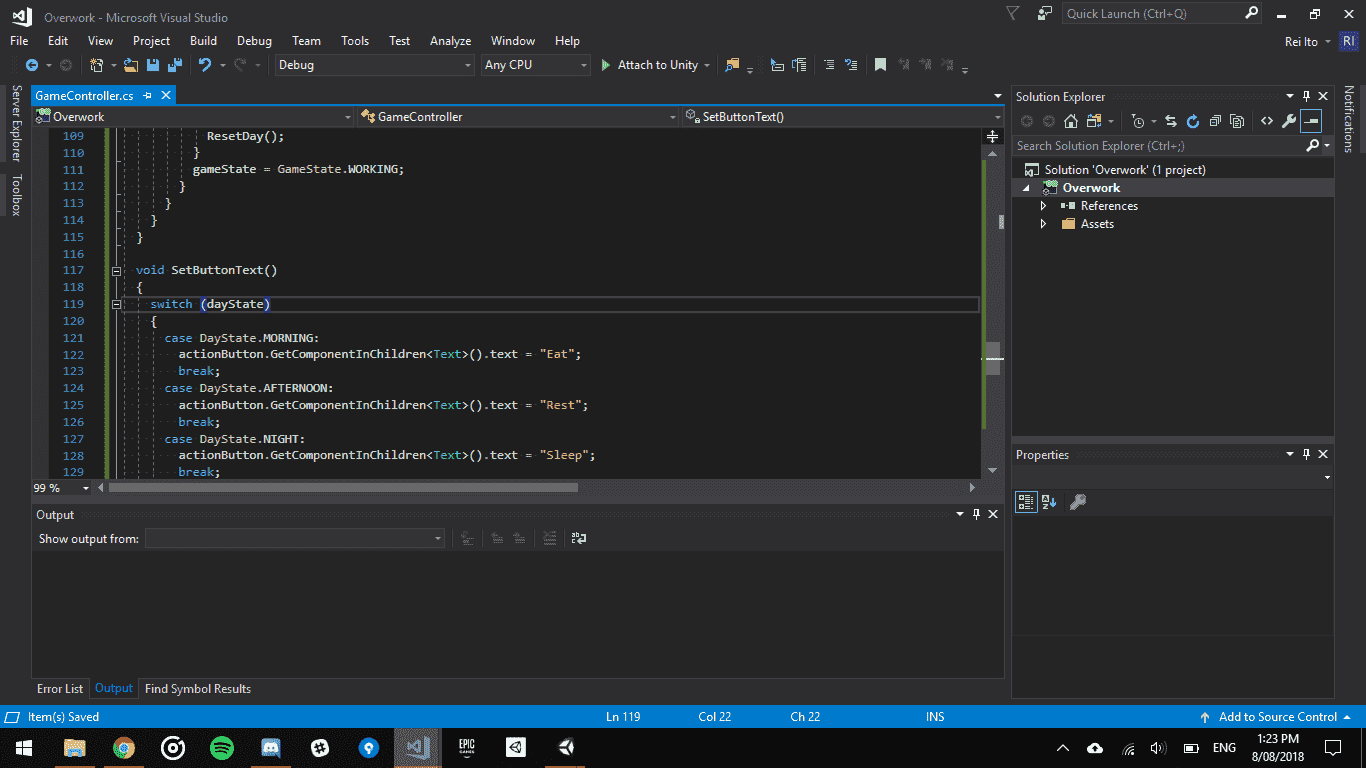 Overwork - Microsoft Visual Studio
Quick Launch (Ctrl+Q)
File Edit View Project Build Debug Team Tools Test Analyze Window Help
Rei Ito RI
Debug Any CPU Attach to Unity
Server Explorer
Toolbox
GameController.cs
Overwork GameController SetButtonText()
109 ResetDay();
110 }
111 gameState = GameState.WORKING;
112 }
113 }
114 }
115 }
116
117 void SetButtonText()
118 {
119 switch (dayState)
120 {
121 case DayState.MORNING:
122 actionButton.GetComponentInChildren<Text>().text = "Eat";
123 break;
124 case DayState.AFTERNOON:
125 actionButton.GetComponentInChildren<Text>().text = "Rest";
126 break;
127 case DayState.NIGHT:
128 actionButton.GetComponentInChildren<Text>().text = "Sleep";
129 break;
99 %
Output
Show output from:
Error List Output Find Symbol Results
Solution Explorer
Search Solution Explorer (Ctrl+;)
Solution 'Overwork' (1 project)
Overwork
References
Assets
Properties
Notifications
Item(s) Saved Ln 119 Col 22 Ch 22 INS Add to Source Control
EPIC
GAMES
ENG
1:23 PM
8/08/2018